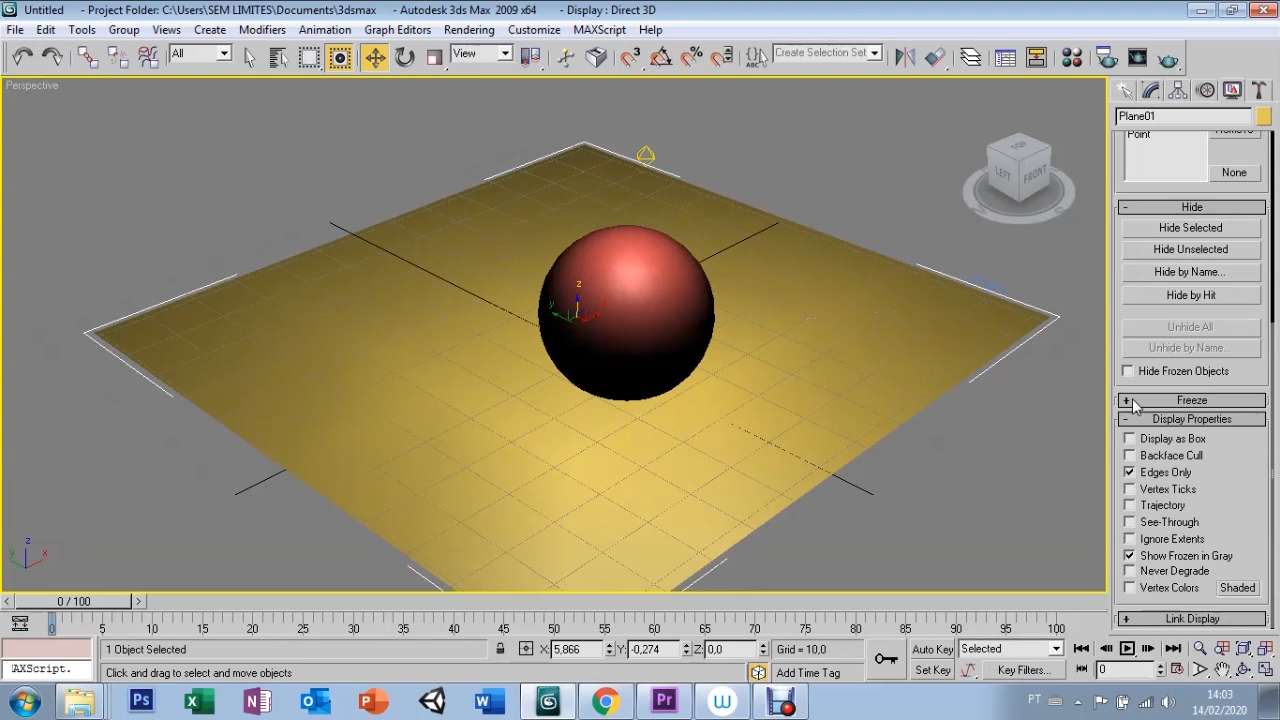 Untitled - Project Folder: C:\Users\SEM LIMITES\Documents\3dsmax - Autodesk 3ds Max 2009 x64 - Display : Direct 3D
File Edit Tools Group Views Create Modifiers Animation Graph Editors Rendering Customize MAXScript Help
All View Create Selection Set
Perspective
TOP
LEFT FRONT
Plane01
Point
None
- Hide
Hide Selected
Hide Unselected
Hide by Name...
Hide by Hit
Unhide All
Unhide by Name...
Hide Frozen Objects
+ Freeze
- Display Properties
Display as Box
Backface Cull
Edges Only
Vertex Ticks
Trajectory
See-Through
Ignore Extents
Show Frozen in Gray
Never Degrade
Vertex Colors Shaded
+ Link Display
z
y
z
y x
< 0 / 100 >
0 5 10 15 20 25 30 35 40 45 50 55 60 65 70 75 80 85 90 95 100
1 Object Selected X: 5,866 Y: -0,274 Z: 0,0 Grid = 10,0 Auto Key Selected
AXScript. Click and drag to select and move objects Add Time Tag Set Key Key Filters... 0
Ps W Pr W
PT 14:03
14/02/2020